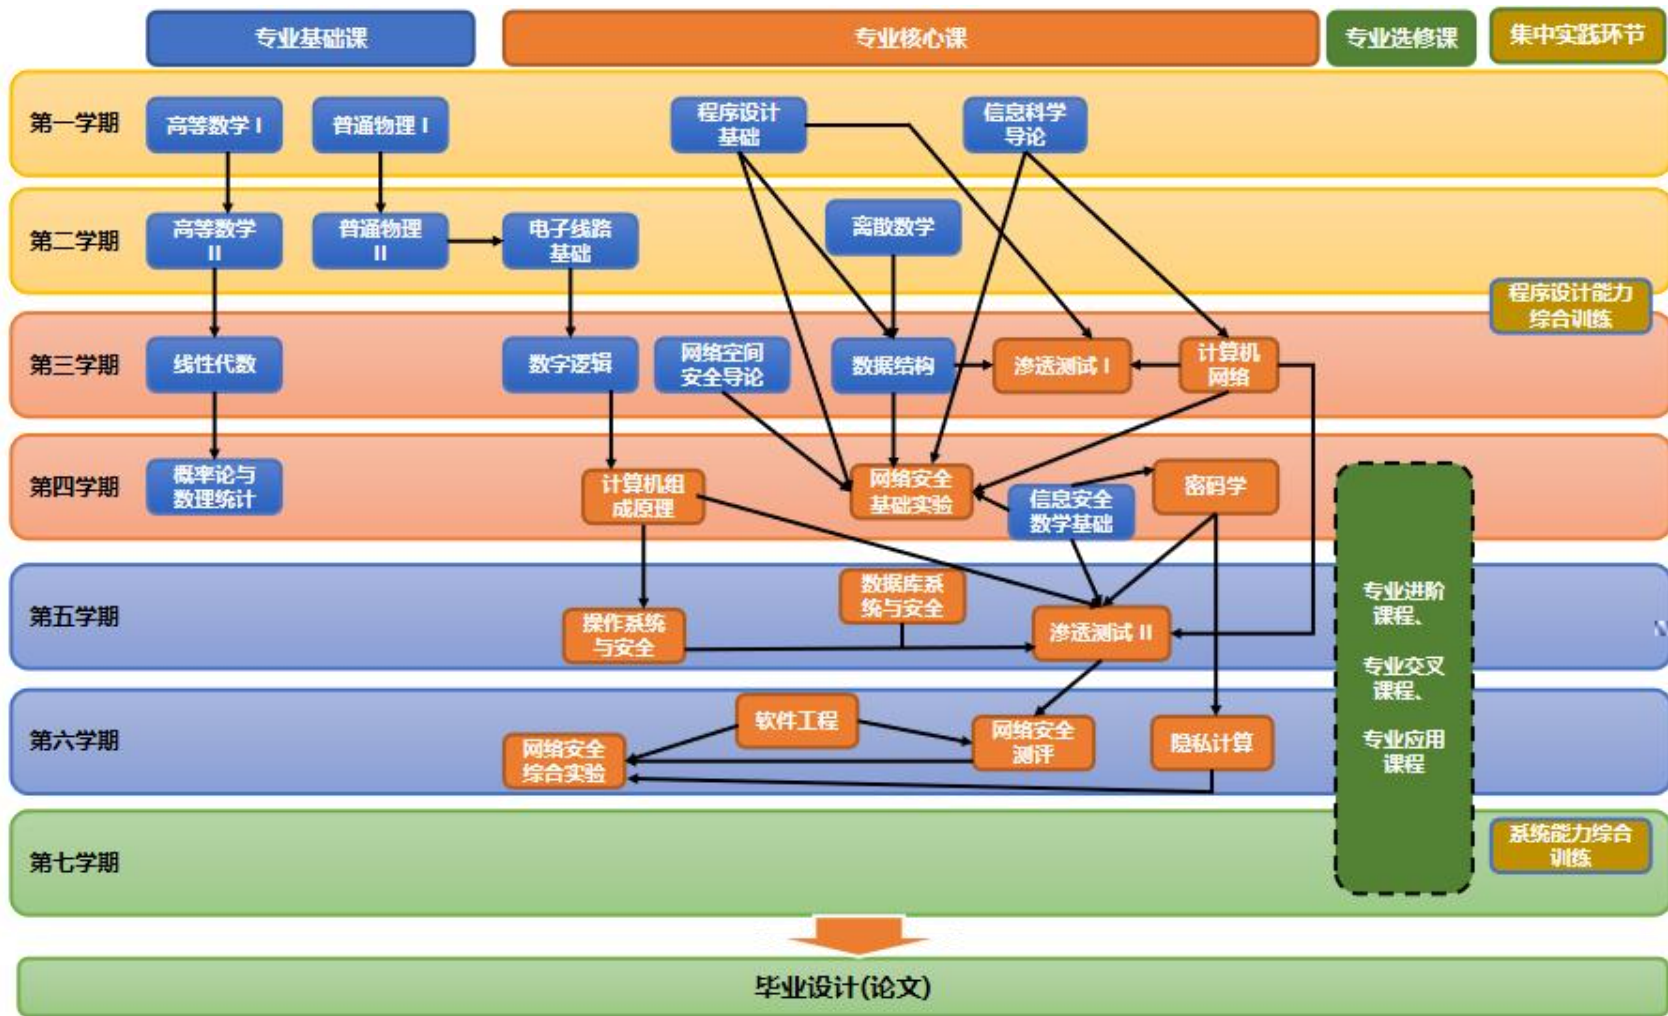 专业基础课
专业核心课
专业选修课
集中实践环节
第一学期
高等数学 I
普通物理 I
程序设计
基础
信息科学
导论
第二学期
高等数学
II
普通物理
II
电子线路
基础
离散数学
程序设计能力
综合训练
第三学期
线性代数
数字逻辑
网络空间
安全导论
数据结构
渗透测试 I
计算机
网络
第四学期
概率论与
数理统计
计算机组
成原理
网络安全
基础实验
信息安全
数学基础
密码学
第五学期
操作系统
与安全
数据库系
统与安全
渗透测试 II
专业进阶
课程、
专业交叉
课程、
专业应用
课程
第六学期
网络安全
综合实验
软件工程
网络安全
测评
隐私计算
第七学期
系统能力综合
训练
毕业设计(论文)